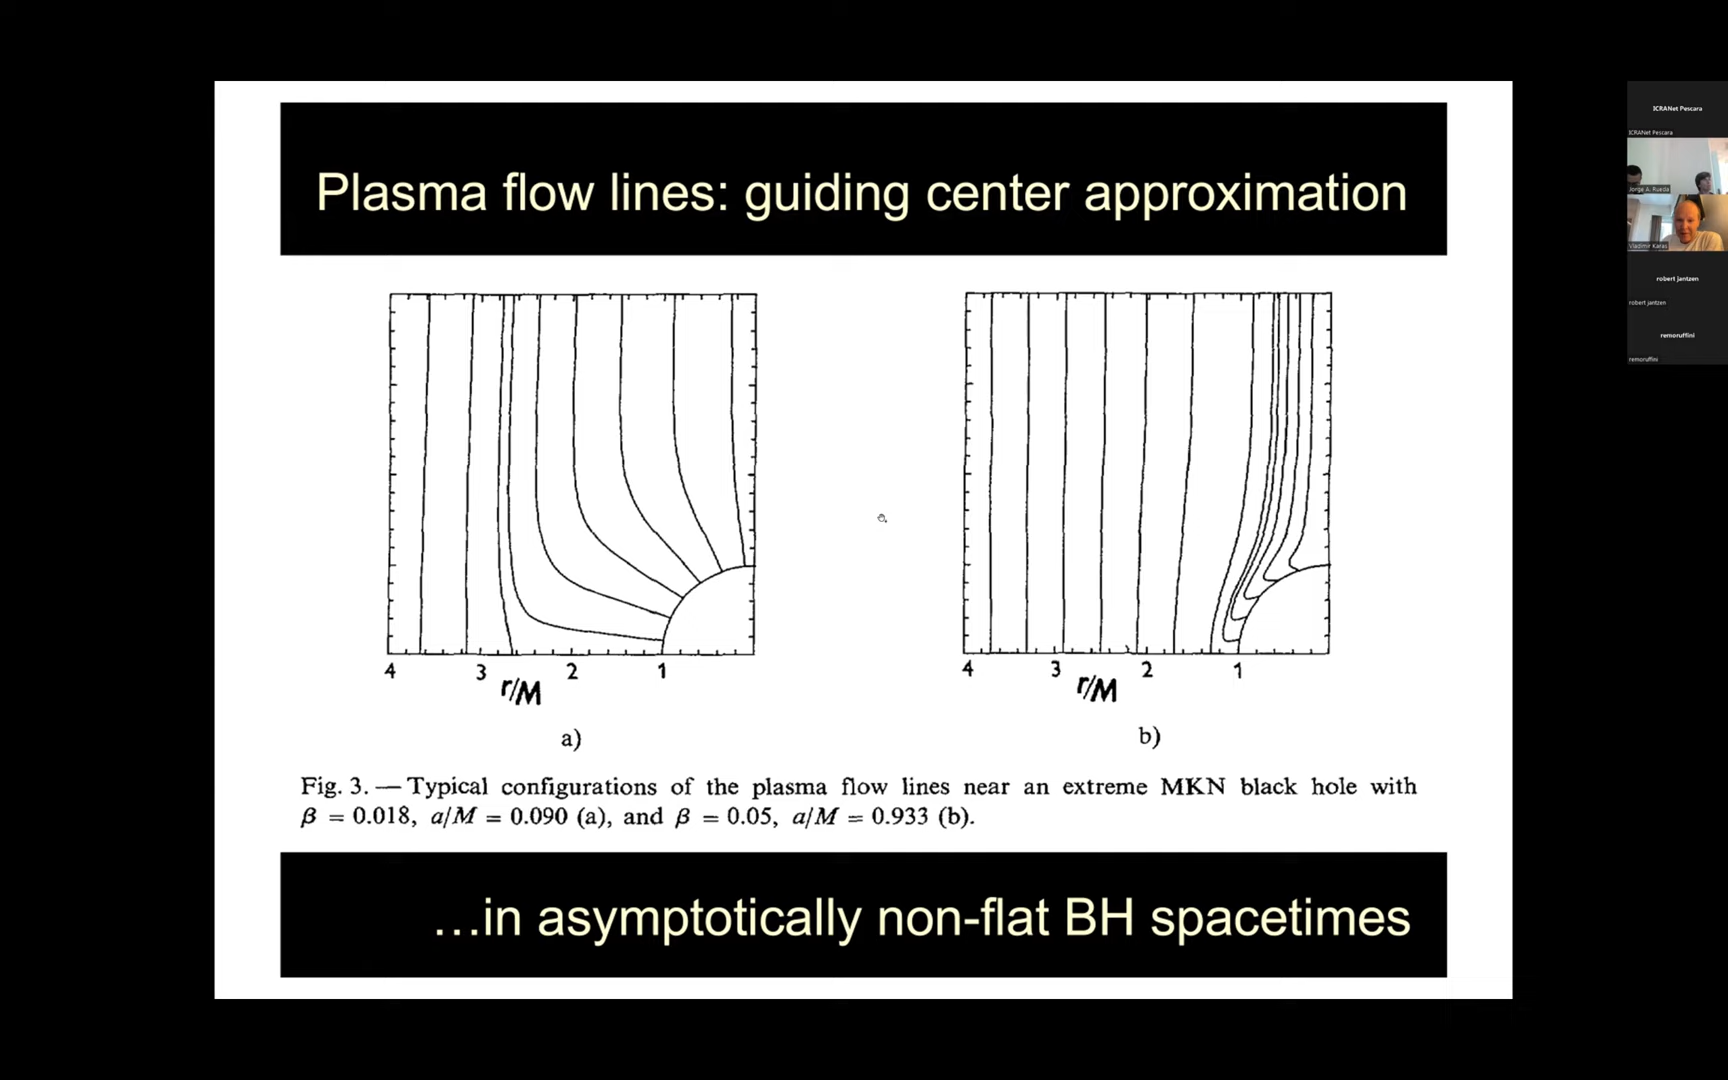 Plasma flow lines: guiding center approximation
4 3 2 1
r/M
a)
4 3 2 1
r/M
b)
Fig. 3. — Typical configurations of the plasma flow lines near an extreme MKN black hole with
β = 0.018, a/M = 0.090 (a), and β = 0.05, a/M = 0.933 (b).
...in asymptotically non-flat BH spacetimes
ICRANet Pescara
ICRANet Pescara
Jorge A. Rueda
Vladimir Karas
robert jantzen
robert jantzen
remoruffini
remoruffini